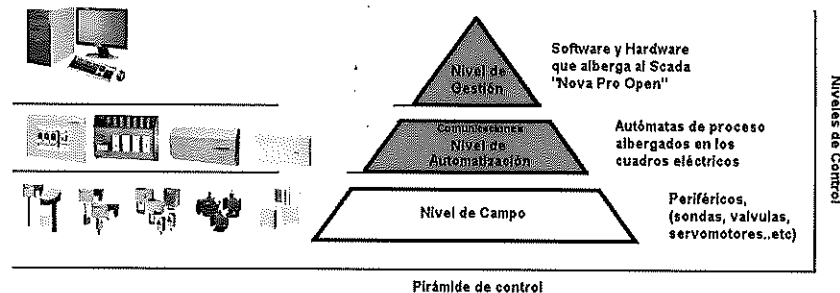 Nivel de
Gestión
Software y Hardware
que alberga al Scada
"Nova Pro Open"
Comunicaciones
Nivel de
Automatización
Autómatas de proceso
albergados en los
cuadros eléctricos
Nivel de Campo
Periféricos,
(sondas, valvulas,
servomotores..etc)
Niveles de Control
Pirámide de control